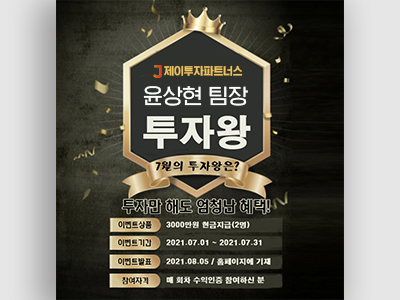 제이투자파트너스
윤상현 팀장
투자왕
7월의 투자왕은?
투자만 해도 엄청난 혜택!
이벤트상품 3000만원 현금지급(2명)
이벤트기간 2021.07.01 ~ 2021.07.31
이벤트발표 2021.08.05 / 홈페이지에 기재
참여자격 매 회차 수익인증 참여하신 분